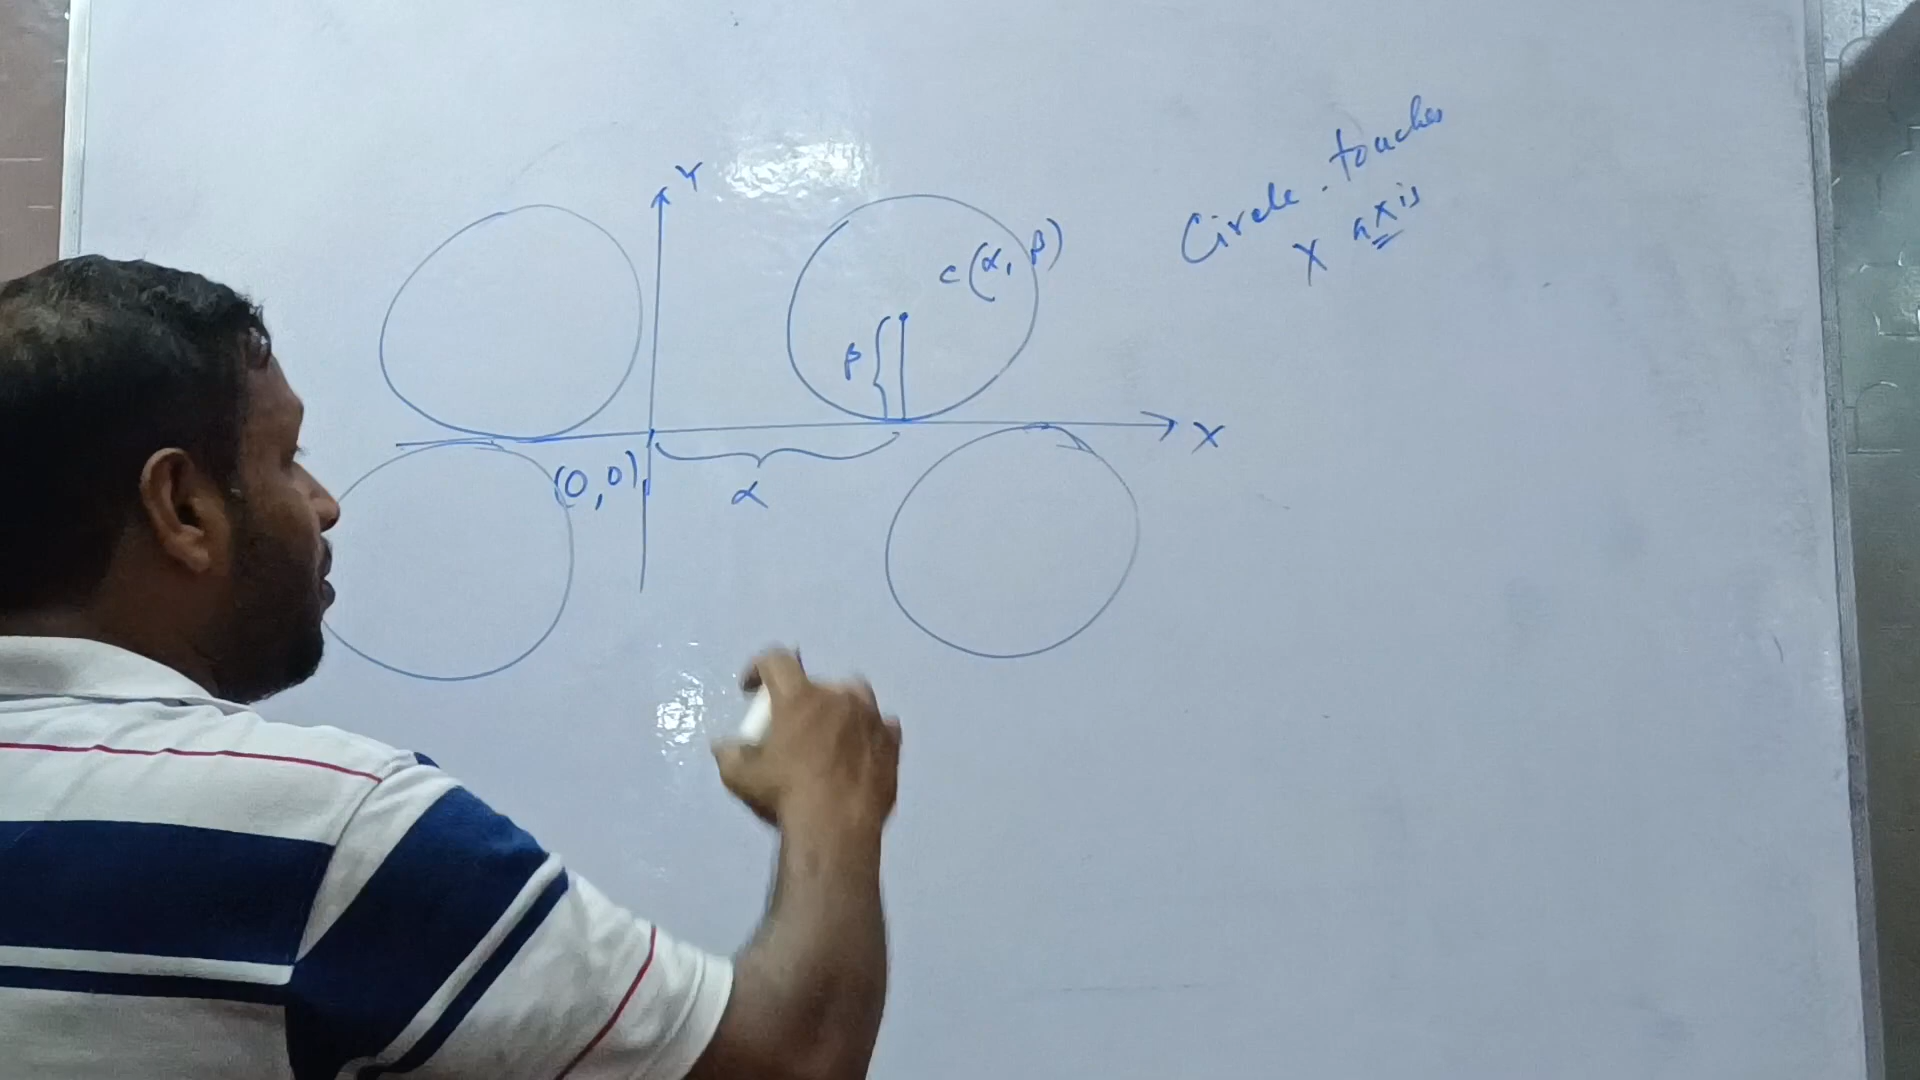 Circle touches
X axis
Y
C(α, β)
β
X
(0,0)
α